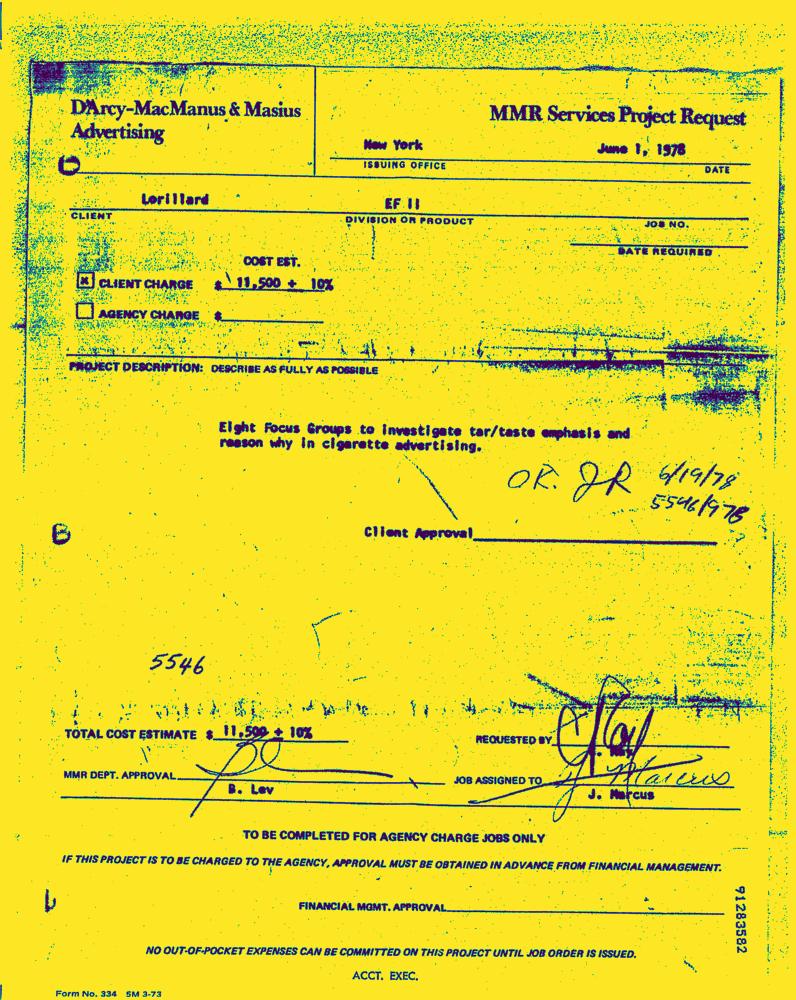 D'Arcy-MacManus & Masius
Advertising
MMR Services Project Request
New York
June 1, 1978
ISSUING OFFICE
DATE
Lorillard
EF II
CLIENT
DIVISION OR PRODUCT
JOB NO.
DATE REQUIRED
COST EST.
x CLIENT CHARGE $ 11,500 + 10%
AGENCY CHARGE $
PROJECT DESCRIPTION: DESCRIBE AS FULLY AS POSSIBLE
Eight Focus Groups to investigate tar/taste emphasis and
reason why in cigarette advertising.
OK. JR 6/19/78
5546/97B
Client Approval
B
5546
TOTAL COST ESTIMATE $ 11,500 + 10%
REQUESTED BY
MMR DEPT. APPROVAL
JOB ASSIGNED TO J Marcus
B. Lev
J. Marcus
TO BE COMPLETED FOR AGENCY CHARGE JOBS ONLY
IF THIS PROJECT IS TO BE CHARGED TO THE AGENCY, APPROVAL MUST BE OBTAINED IN ADVANCE FROM FINANCIAL MANAGEMENT.
FINANCIAL MGMT. APPROVAL
91283582
NO OUT-OF-POCKET EXPENSES CAN BE COMMITTED ON THIS PROJECT UNTIL JOB ORDER IS ISSUED.
ACCT. EXEC.
Form No. 334 5M 3-73